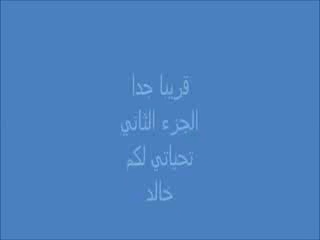 قريبا جدا
الجزء الثاني
تحياتي لكم
خالد